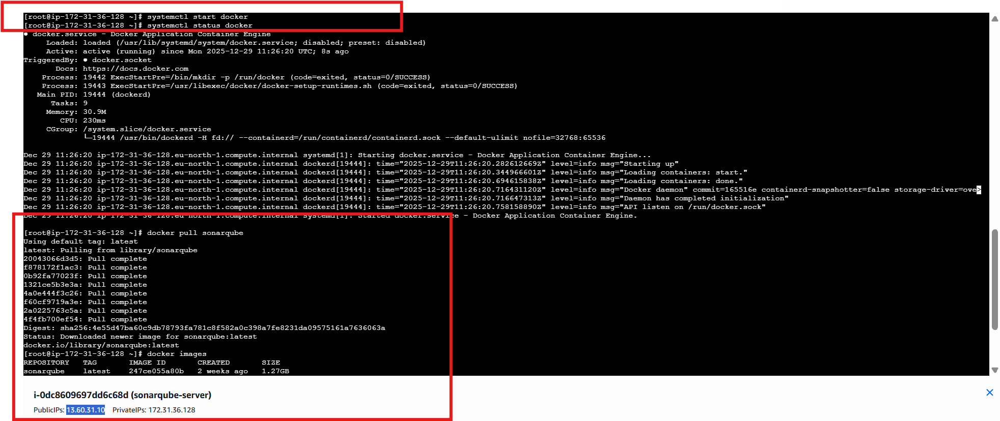 [root@ip-172-31-36-128 ~]# systemctl start docker
[root@ip-172-31-36-128 ~]# systemctl status docker
● docker.service - Docker Application Container Engine
Loaded: loaded (/usr/lib/systemd/system/docker.service; disabled; preset: disabled)
Active: active (running) since Mon 2025-12-29 11:26:20 UTC; 8s ago
TriggeredBy: ● docker.socket
Docs: https://docs.docker.com
Process: 19442 ExecStartPre=/bin/mkdir -p /run/docker (code=exited, status=0/SUCCESS)
Process: 19443 ExecStartPre=/usr/libexec/docker/docker-setup-runtimes.sh (code=exited, status=0/SUCCESS)
Main PID: 19444 (dockerd)
Tasks: 9
Memory: 30.9M
CPU: 230ms
CGroup: /system.slice/docker.service
└─19444 /usr/bin/dockerd -H fd:// --containerd=/run/containerd/containerd.sock --default-ulimit nofile=32768:65536
Dec 29 11:26:20 ip-172-31-36-128.eu-north-1.compute.internal systemd[1]: Starting docker.service - Docker Application Container Engine...
Dec 29 11:26:20 ip-172-31-36-128.eu-north-1.compute.internal dockerd[19444]: time="2025-12-29T11:26:20.282612669Z" level=info msg="Starting up"
Dec 29 11:26:20 ip-172-31-36-128.eu-north-1.compute.internal dockerd[19444]: time="2025-12-29T11:26:20.344966601Z" level=info msg="Loading containers: start."
Dec 29 11:26:20 ip-172-31-36-128.eu-north-1.compute.internal dockerd[19444]: time="2025-12-29T11:26:20.694615838Z" level=info msg="Loading containers: done."
Dec 29 11:26:20 ip-172-31-36-128.eu-north-1.compute.internal dockerd[19444]: time="2025-12-29T11:26:20.716431120Z" level=info msg="Docker daemon" commit=165516e containerd-snapshotter=false storage-driver=ove>
Dec 29 11:26:20 ip-172-31-36-128.eu-north-1.compute.internal dockerd[19444]: time="2025-12-29T11:26:20.716647313Z" level=info msg="Daemon has completed initialization"
Dec 29 11:26:20 ip-172-31-36-128.eu-north-1.compute.internal dockerd[19444]: time="2025-12-29T11:26:20.758158890Z" level=info msg="API listen on /run/docker.sock"
Dec 29 11:26:20 ip-172-31-36-128.eu-north-1.compute.internal systemd[1]: Started docker.service - Docker Application Container Engine.
[root@ip-172-31-36-128 ~]# docker pull sonarqube
Using default tag: latest
latest: Pulling from library/sonarqube
20043066d3d5: Pull complete
f878172f1ac3: Pull complete
0b92fa77023f: Pull complete
1321ce5b3e3a: Pull complete
4a0e444f3c26: Pull complete
f60cf9719a3e: Pull complete
2a0225763c5a: Pull complete
4f4fb700ef54: Pull complete
Digest: sha256:4e55d47ba60c9db78793fa781c8f582a0c398a7fe8231da09575161a7636063a
Status: Downloaded newer image for sonarqube:latest
docker.io/library/sonarqube:latest
[root@ip-172-31-36-128 ~]# docker images
REPOSITORY TAG IMAGE ID CREATED SIZE
sonarqube latest 247ce055a80b 2 weeks ago 1.27GB
i-0dc8609697dd6c68d (sonarqube-server)
PublicIPs: 13.60.31.10 PrivateIPs: 172.31.36.128